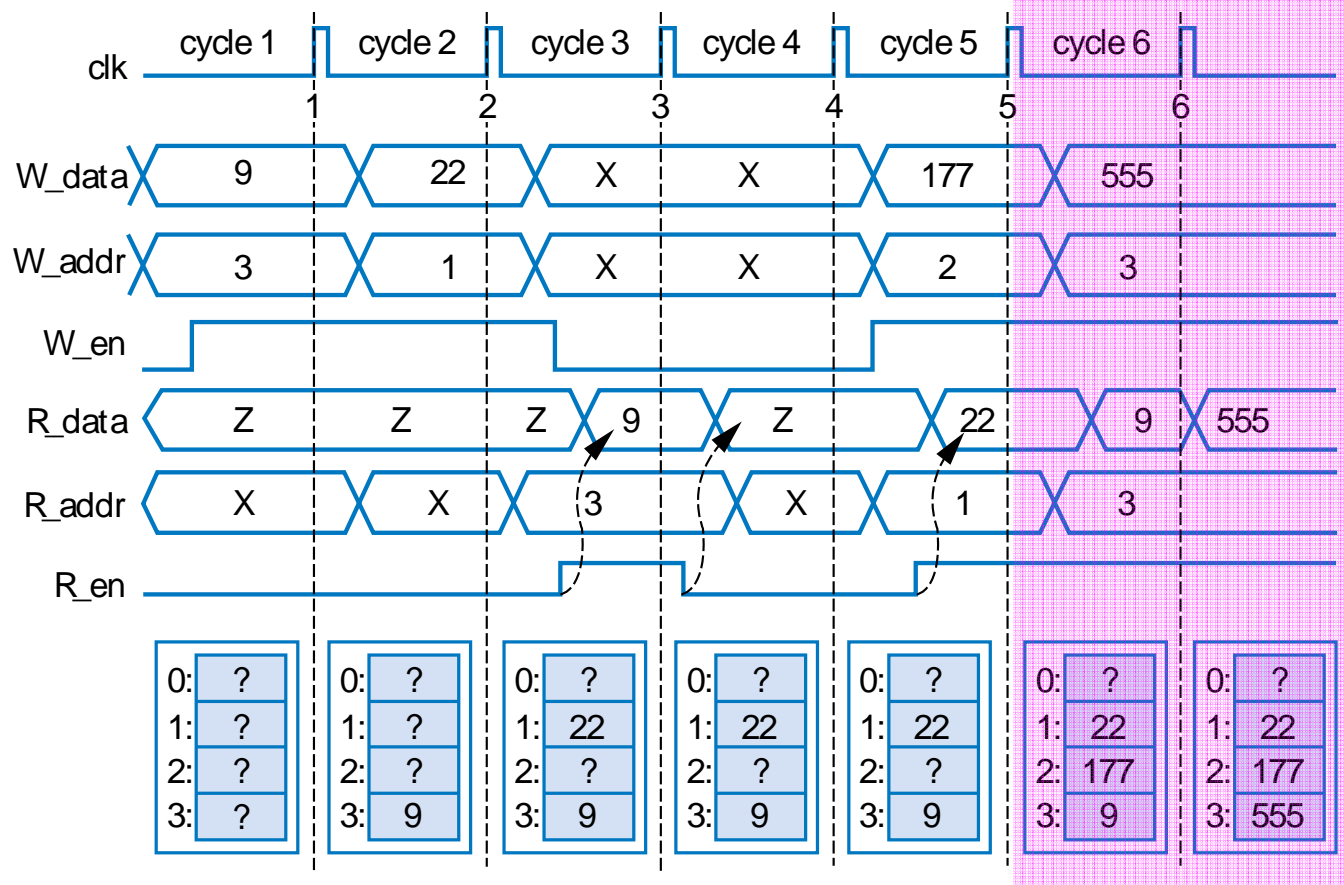 cycle 1 cycle 2 cycle 3 cycle 4 cycle 5 cycle 6
clk
1 2 3 4 5 6
W_data 9 22 X X 177 555
W_addr 3 1 X X 2 3
W_en
R_data Z Z Z 9 Z 22 9 555
R_addr X X 3 X 1 3
R_en
0: ? 0: ? 0: ? 0: ? 0: ? 0: ? 0: ?
1: ? 1: ? 1: 22 1: 22 1: 22 1: 22 1: 22
2: ? 2: ? 2: ? 2: ? 2: ? 2: 177 2: 177
3: ? 3: 9 3: 9 3: 9 3: 9 3: 9 3: 555